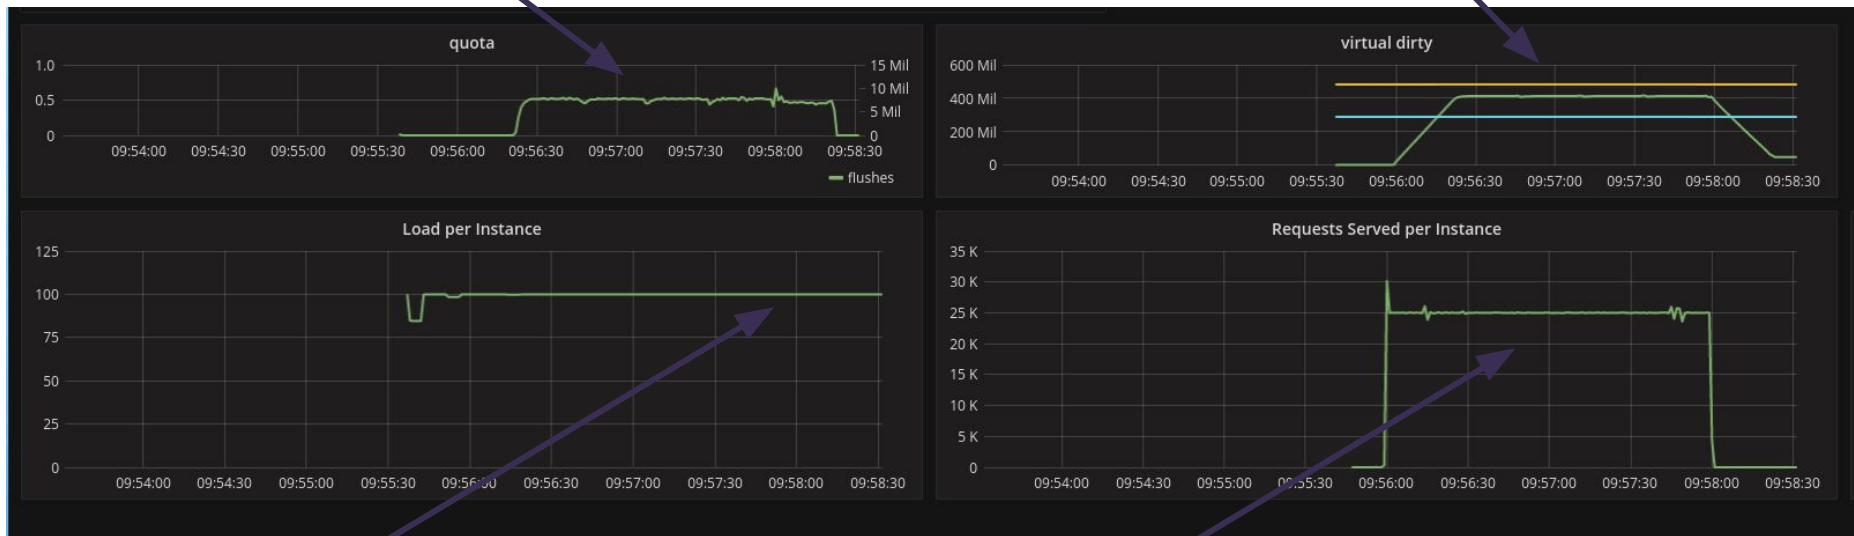 quota
1.0
0.5
0
15 Mil
10 Mil
5 Mil
0
09:54:00 09:54:30 09:55:00 09:55:30 09:56:00 09:56:30 09:57:00 09:57:30 09:58:00 09:58:30
flushes
virtual dirty
600 Mil
400 Mil
200 Mil
0
09:54:00 09:54:30 09:55:00 09:55:30 09:56:00 09:56:30 09:57:00 09:57:30 09:58:00 09:58:30
Load per Instance
125
100
75
50
25
0
09:54:00 09:54:30 09:55:00 09:55:30 09:56:00 09:56:30 09:57:00 09:57:30 09:58:00 09:58:30
Requests Served per Instance
35 K
30 K
25 K
20 K
15 K
10 K
5 K
0
09:54:00 09:54:30 09:55:00 09:55:30 09:56:00 09:56:30 09:57:00 09:57:30 09:58:00 09:58:30